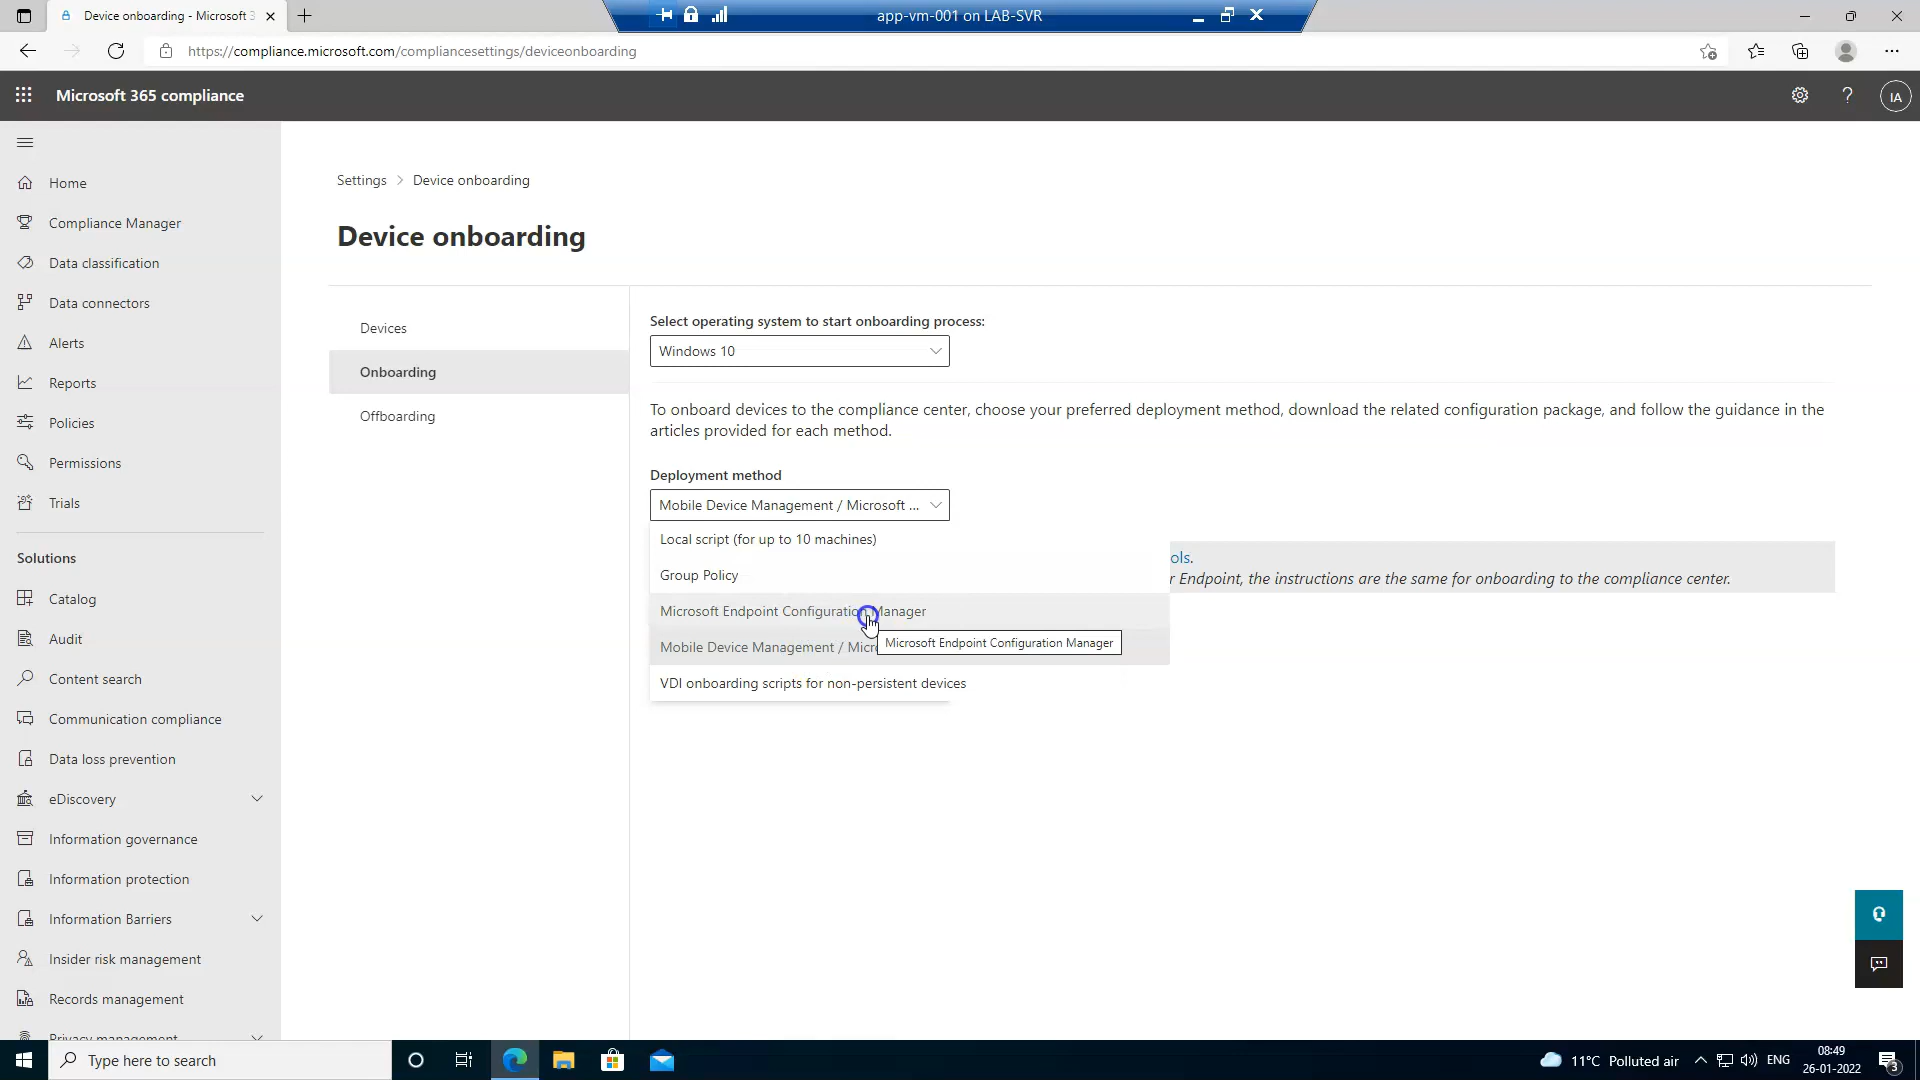 Device onboarding - Microsoft 3
app-vm-001 on LAB-SVR
https://compliance.microsoft.com/compliancesettings/deviceonboarding
Microsoft 365 compliance
IA
Home
Compliance Manager
Data classification
Data connectors
Alerts
Reports
Policies
Permissions
Trials
Solutions
Catalog
Audit
Content search
Communication compliance
Data loss prevention
eDiscovery
Information governance
Information protection
Information Barriers
Insider risk management
Records management
Privacy management
Settings > Device onboarding
Device onboarding
Devices
Onboarding
Offboarding
Select operating system to start onboarding process:
Windows 10
To onboard devices to the compliance center, choose your preferred deployment method, download the related configuration package, and follow the guidance in the
articles provided for each method.
Deployment method
Mobile Device Management / Microsoft ...
Local script (for up to 10 machines)
ols.
Group Policy
r Endpoint, the instructions are the same for onboarding to the compliance center.
Microsoft Endpoint Configuration Manager
Mobile Device Management / Micr
Microsoft Endpoint Configuration Manager
VDI onboarding scripts for non-persistent devices
Type here to search
11°C Polluted air
ENG
08:49
26-01-2022
3